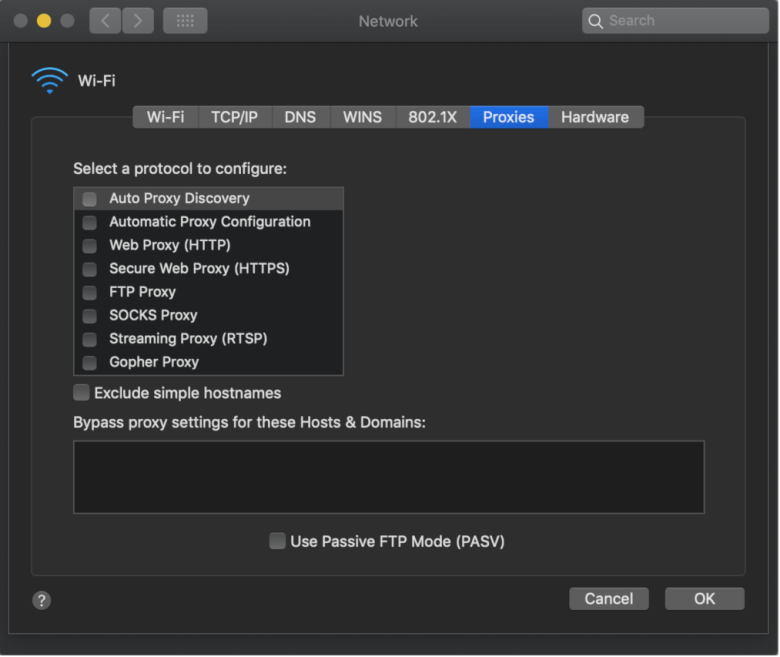 Network
Search
Wi-Fi
Wi-Fi TCP/IP DNS WINS 802.1X Proxies Hardware
Select a protocol to configure:
Auto Proxy Discovery
Automatic Proxy Configuration
Web Proxy (HTTP)
Secure Web Proxy (HTTPS)
FTP Proxy
SOCKS Proxy
Streaming Proxy (RTSP)
Gopher Proxy
Exclude simple hostnames
Bypass proxy settings for these Hosts & Domains:
Use Passive FTP Mode (PASV)
? Cancel OK